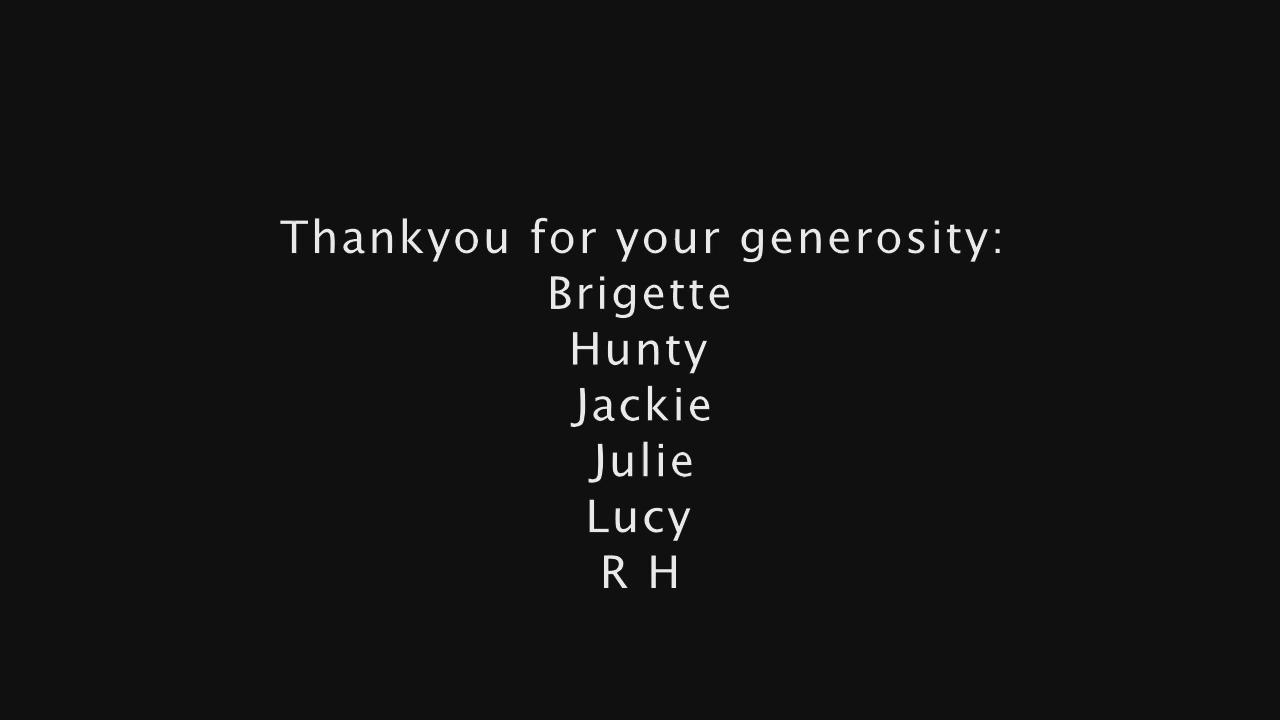 Thankyou for your generosity:
Brigette
Hunty
Jackie
Julie
Lucy
R H